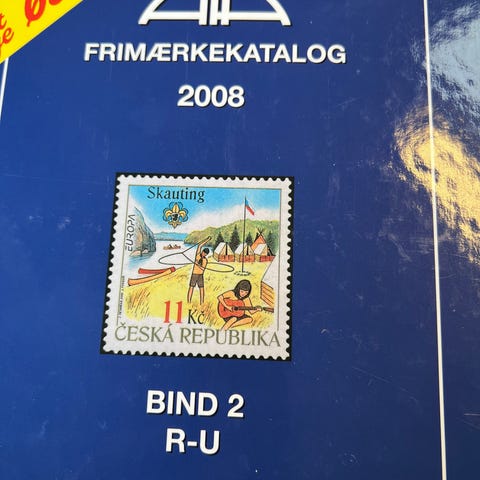 FRIMÆRKEKATALOG
2008
Skauting
EUROPA
11 Kč
ČESKÁ REPUBLIKA
BIND 2
R-U